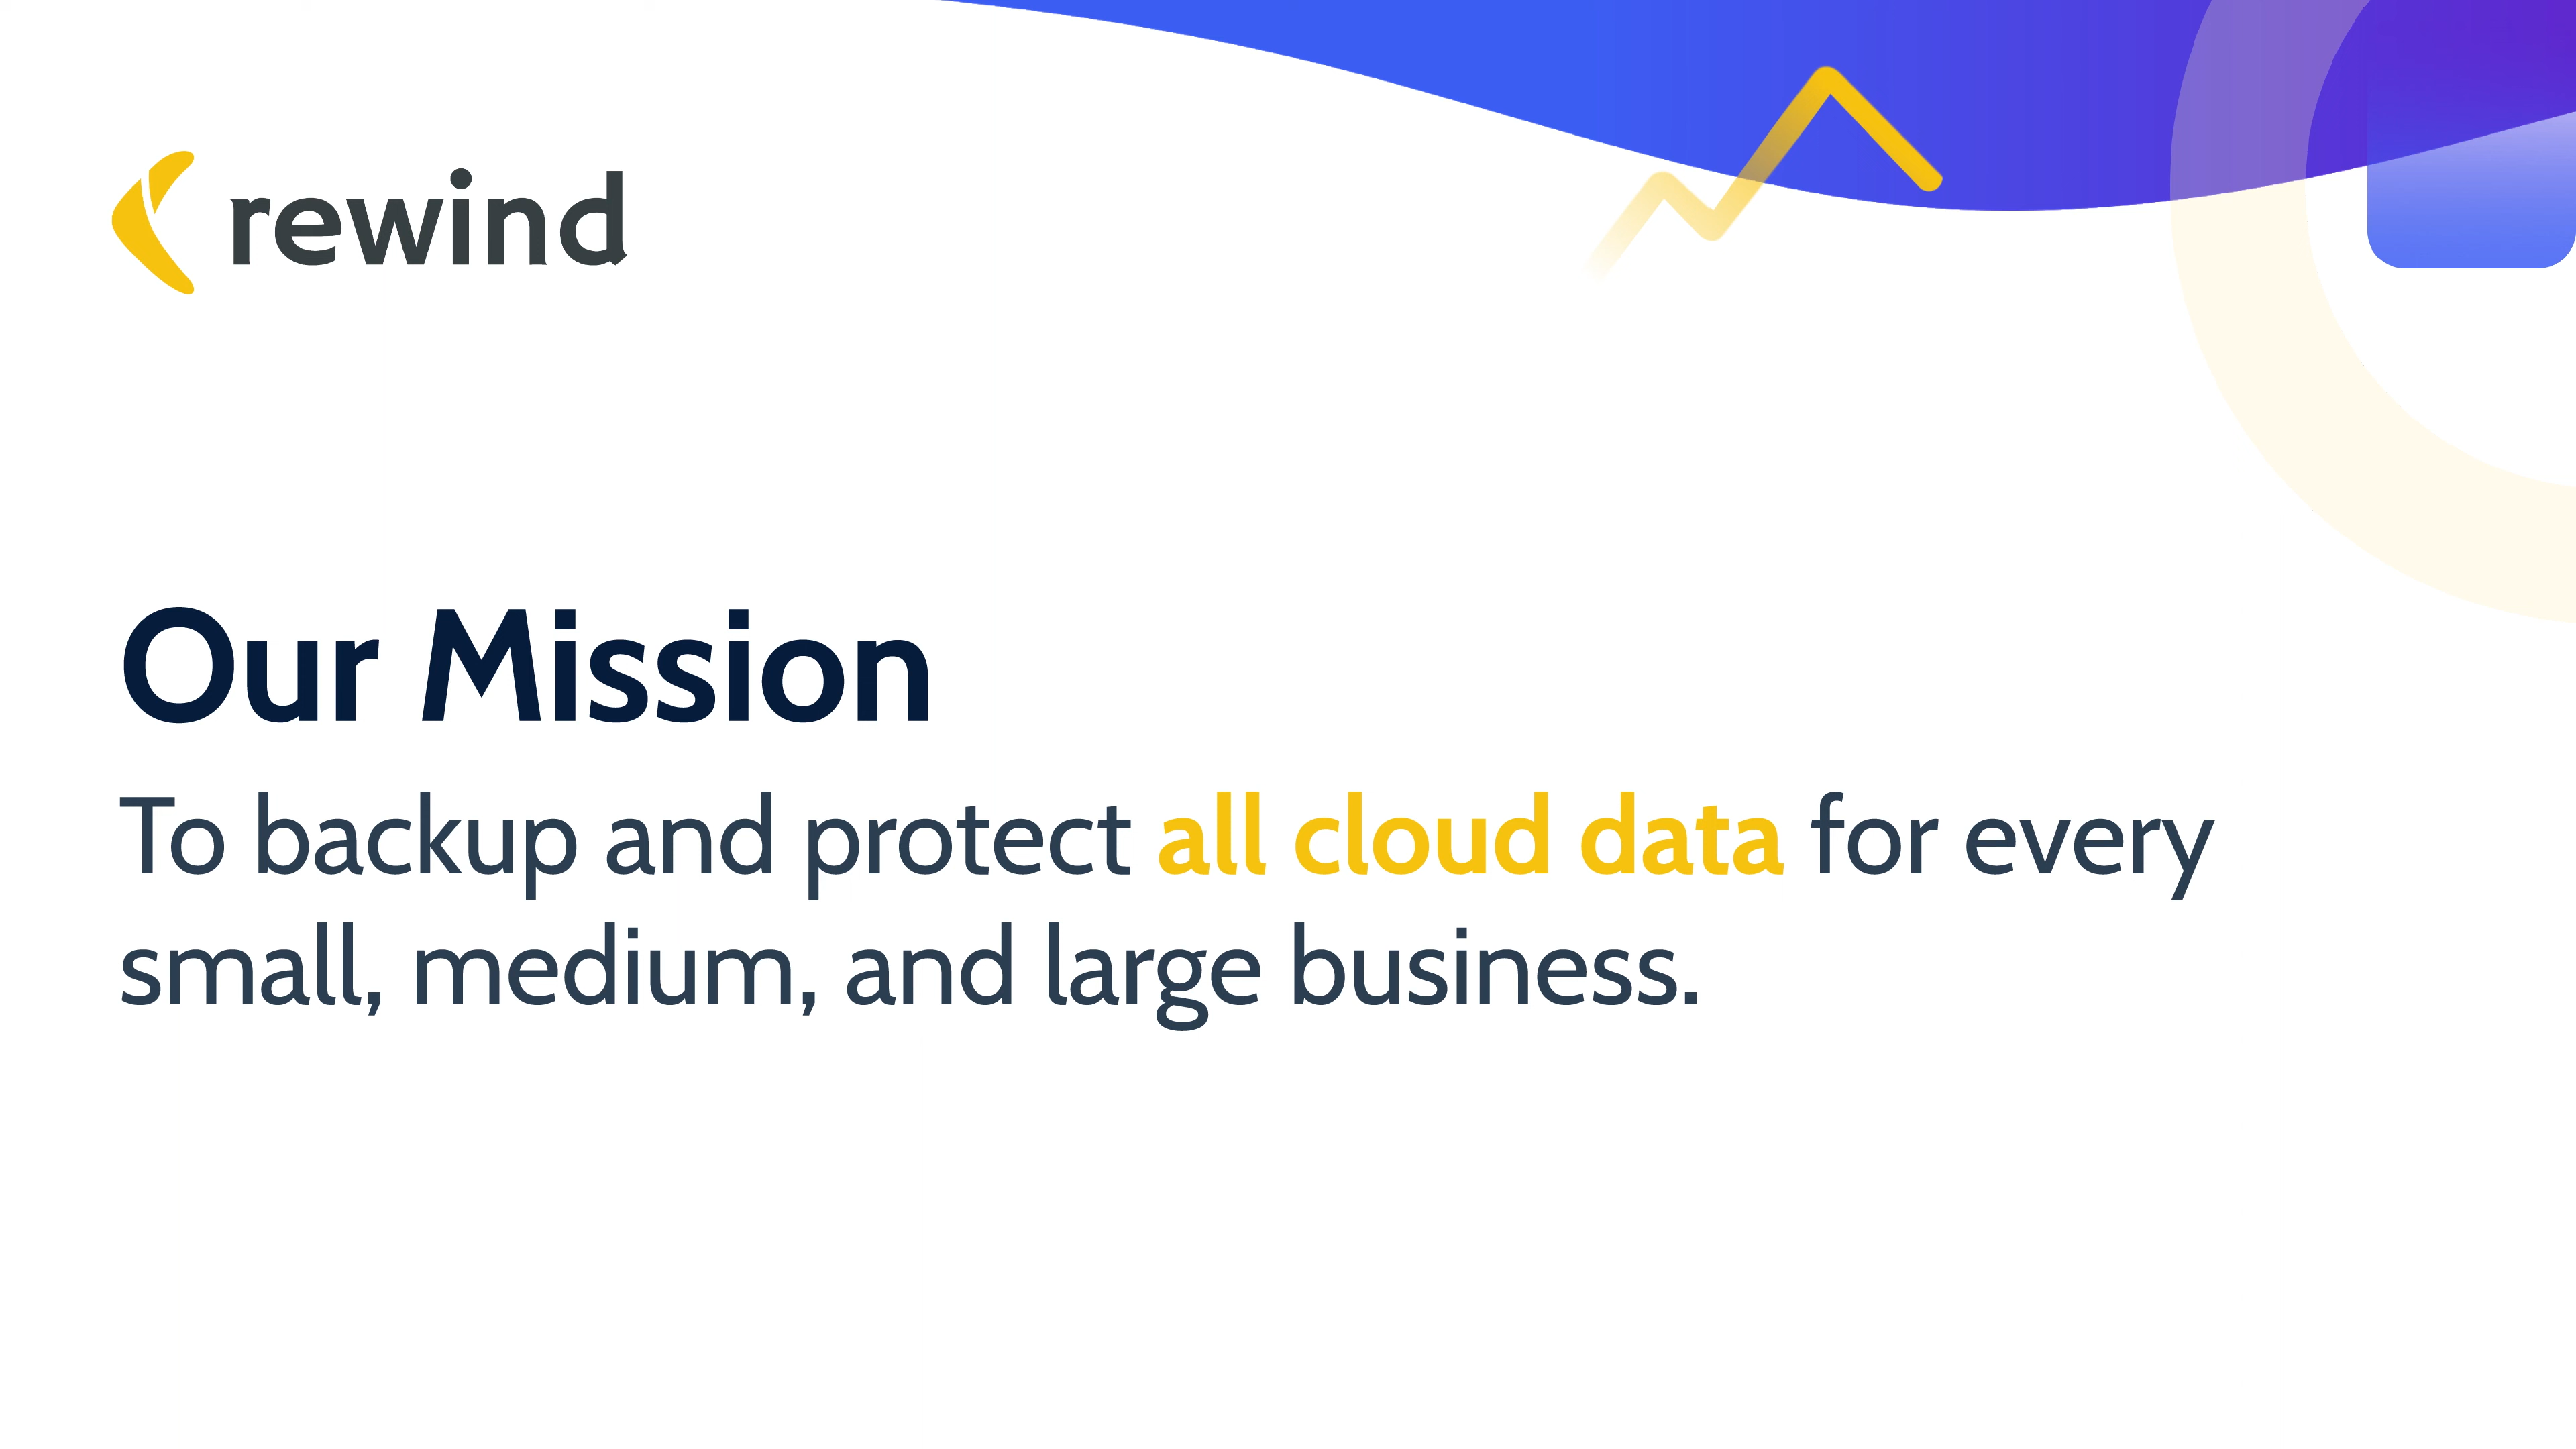 rewind
Our Mission
To backup and protect all cloud data for every
small, medium, and large business.